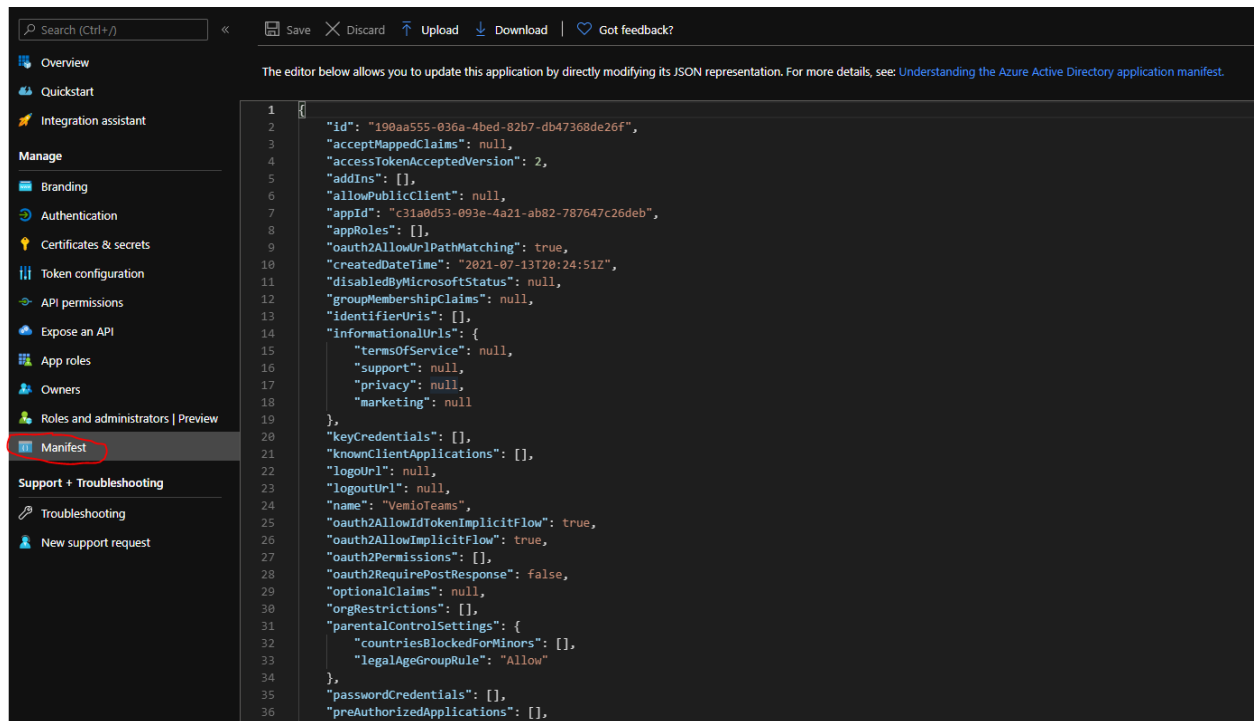 Search (Ctrl+/)
«
Save Discard Upload Download | Got feedback?
Overview
Quickstart
Integration assistant
Manage
Branding
Authentication
Certificates & secrets
Token configuration
API permissions
Expose an API
App roles
Owners
Roles and administrators | Preview
Manifest
Support + Troubleshooting
Troubleshooting
New support request
The editor below allows you to update this application by directly modifying its JSON representation. For more details, see: Understanding the Azure Active Directory application manifest.
1 {
2 "id": "190aa555-036a-4bed-82b7-db47368de26f",
3 "acceptMappedClaims": null,
4 "accessTokenAcceptedVersion": 2,
5 "addIns": [],
6 "allowPublicClient": null,
7 "appId": "c31a0d53-093e-4a21-ab82-787647c26deb",
8 "appRoles": [],
9 "oauth2AllowUrlPathMatching": true,
10 "createdDateTime": "2021-07-13T20:24:51Z",
11 "disabledByMicrosoftStatus": null,
12 "groupMembershipClaims": null,
13 "identifierUris": [],
14 "informationalUrls": {
15 "termsOfService": null,
16 "support": null,
17 "privacy": null,
18 "marketing": null
19 },
20 "keyCredentials": [],
21 "knownClientApplications": [],
22 "logoUrl": null,
23 "logoutUrl": null,
24 "name": "VemioTeams",
25 "oauth2AllowIdTokenImplicitFlow": true,
26 "oauth2AllowImplicitFlow": true,
27 "oauth2Permissions": [],
28 "oauth2RequirePostResponse": false,
29 "optionalClaims": null,
30 "orgRestrictions": [],
31 "parentalControlSettings": {
32 "countriesBlockedForMinors": [],
33 "legalAgeGroupRule": "Allow"
34 },
35 "passwordCredentials": [],
36 "preAuthorizedApplications": [],